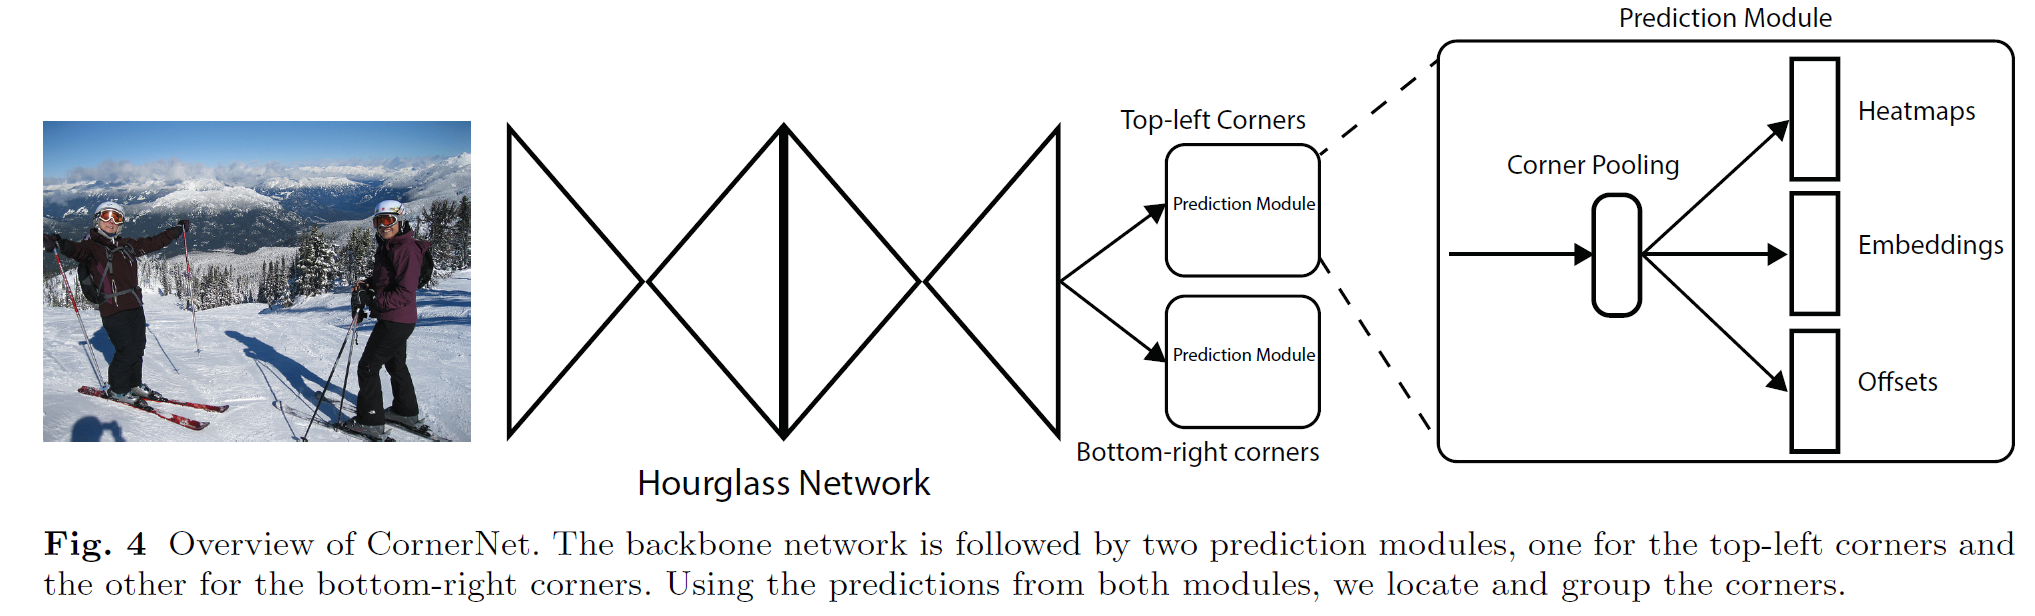 Prediction Module
Heatmaps
Top-left Corners
Corner Pooling
Prediction Module
Embeddings
Prediction Module
Offsets
Bottom-right corners
Hourglass Network
Fig. 4 Overview of CornerNet. The backbone network is followed by two prediction modules, one for the top-left corners and
the other for the bottom-right corners. Using the predictions from both modules, we locate and group the corners.